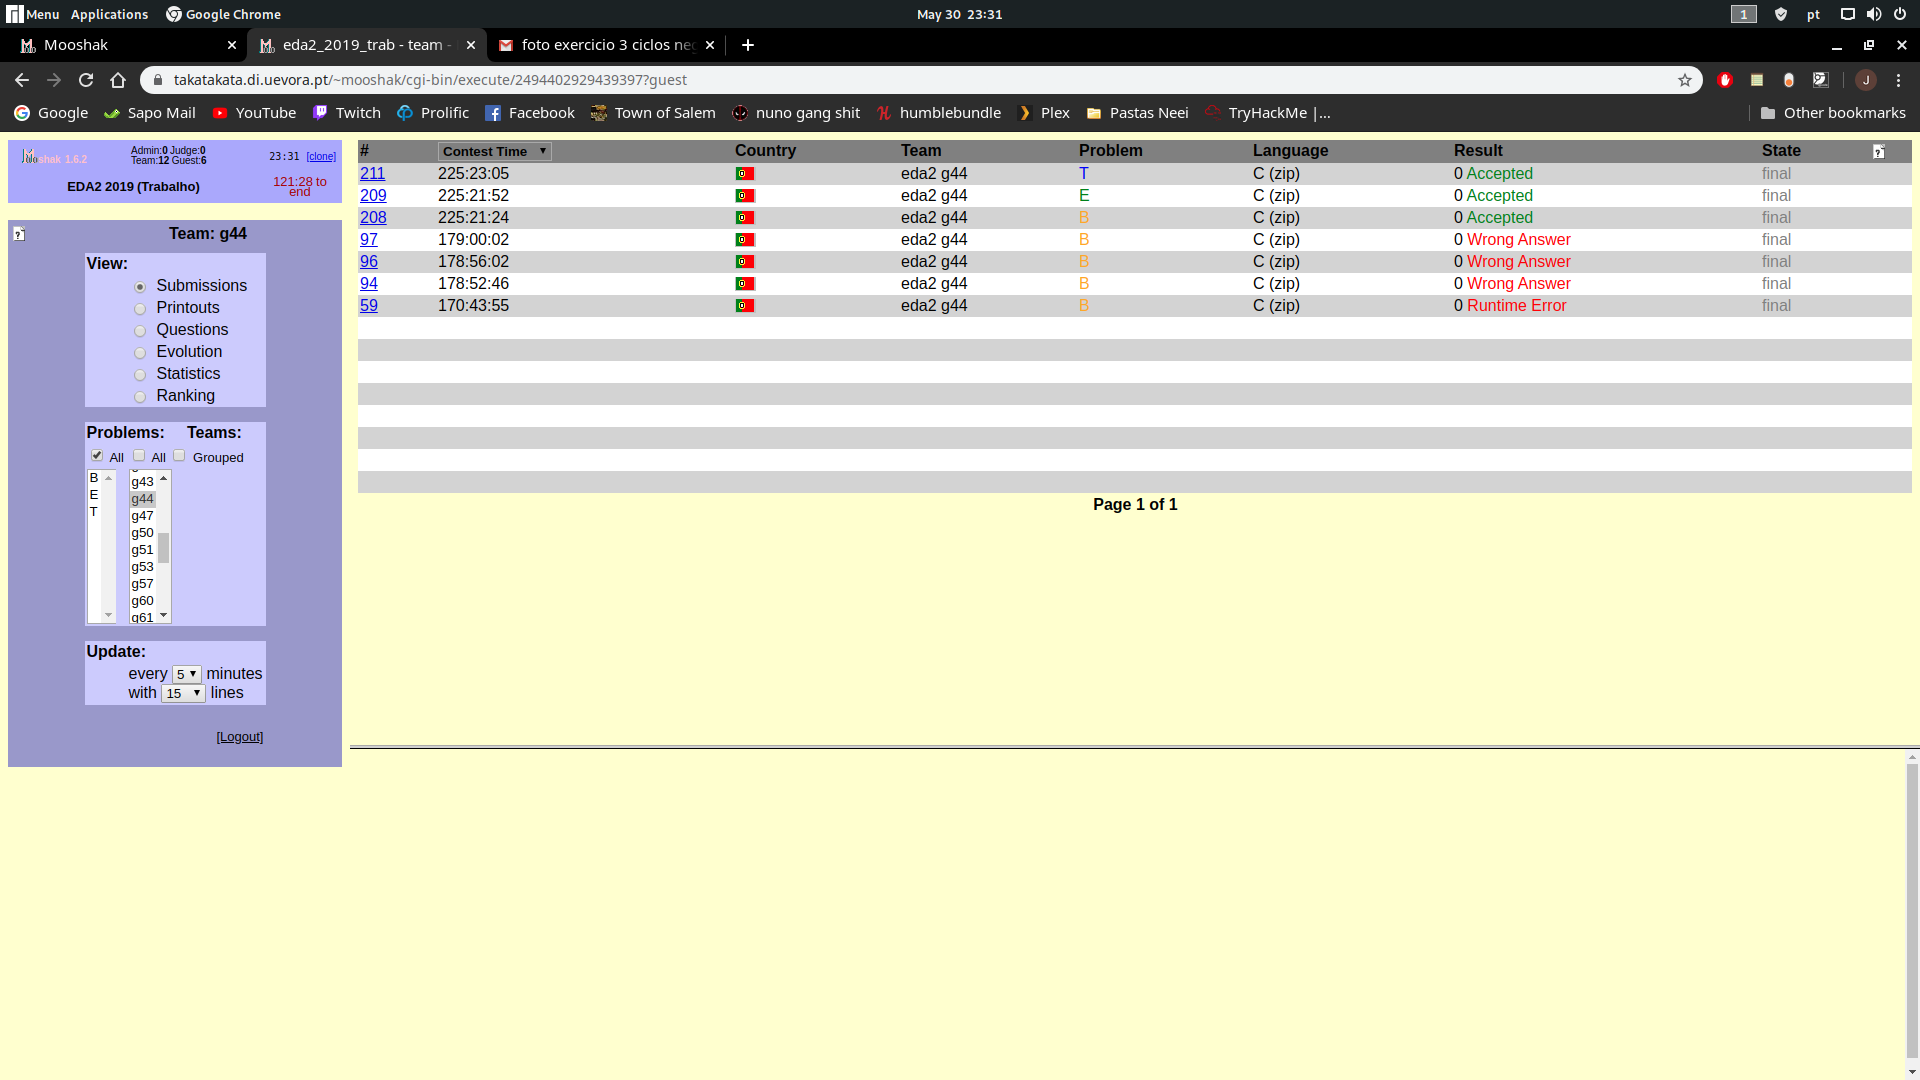 Menu Applications Google Chrome May 30 23:31 1 pt
Mooshak eda2_2019_trab - team - foto exercicio 3 ciclos neg
takatakata.di.uevora.pt/~mooshak/cgi-bin/execute/2494402929439397?guest J
Google Sapo Mail YouTube Twitch Prolific Facebook Town of Salem nuno gang shit humblebundle Plex Pastas Neei TryHackMe |... Other bookmarks
Mooshak 1.6.2
Admin:0 Judge:0
Team:12 Guest:6
23:31 [clone]
EDA2 2019 (Trabalho)
121:28 to
end
Team: g44
View:
Submissions
Printouts
Questions
Evolution
Statistics
Ranking
Problems: Teams:
All All Grouped
B
E
T
g43
g44
g47
g50
g51
g53
g57
g60
g61
Update:
every 5 minutes
with 15 lines
[Logout]
# Contest Time Country Team Problem Language Result State
211 225:23:05 eda2 g44 T C (zip) 0 Accepted final
209 225:21:52 eda2 g44 E C (zip) 0 Accepted final
208 225:21:24 eda2 g44 B C (zip) 0 Accepted final
97 179:00:02 eda2 g44 B C (zip) 0 Wrong Answer final
96 178:56:02 eda2 g44 B C (zip) 0 Wrong Answer final
94 178:52:46 eda2 g44 B C (zip) 0 Wrong Answer final
59 170:43:55 eda2 g44 B C (zip) 0 Runtime Error final
Page 1 of 1